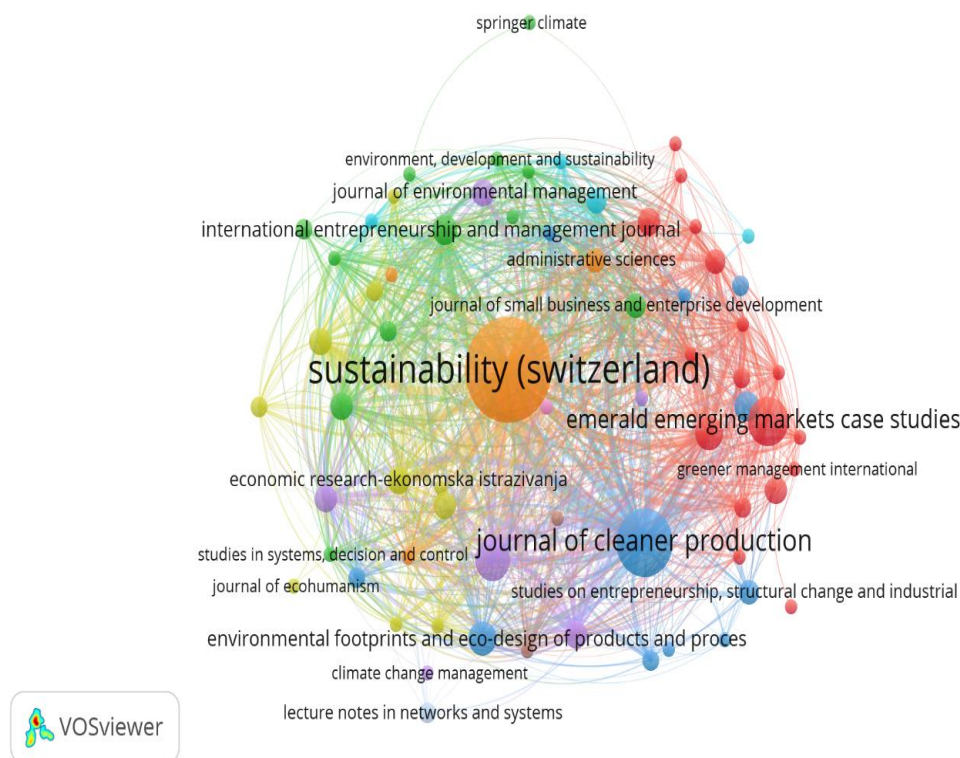 springer climate
environment, development and sustainability
journal of environmental management
international entrepreneurship and management journal
administrative sciences
journal of small business and enterprise development
sustainability (switzerland)
emerald emerging markets case studies
greener management international
economic research-ekonomska istrazivanja
journal of cleaner production
studies in systems, decision and control
journal of ecohumanism
studies on entrepreneurship, structural change and industrial
environmental footprints and eco-design of products and proces
climate change management
lecture notes in networks and systems
VOSviewer